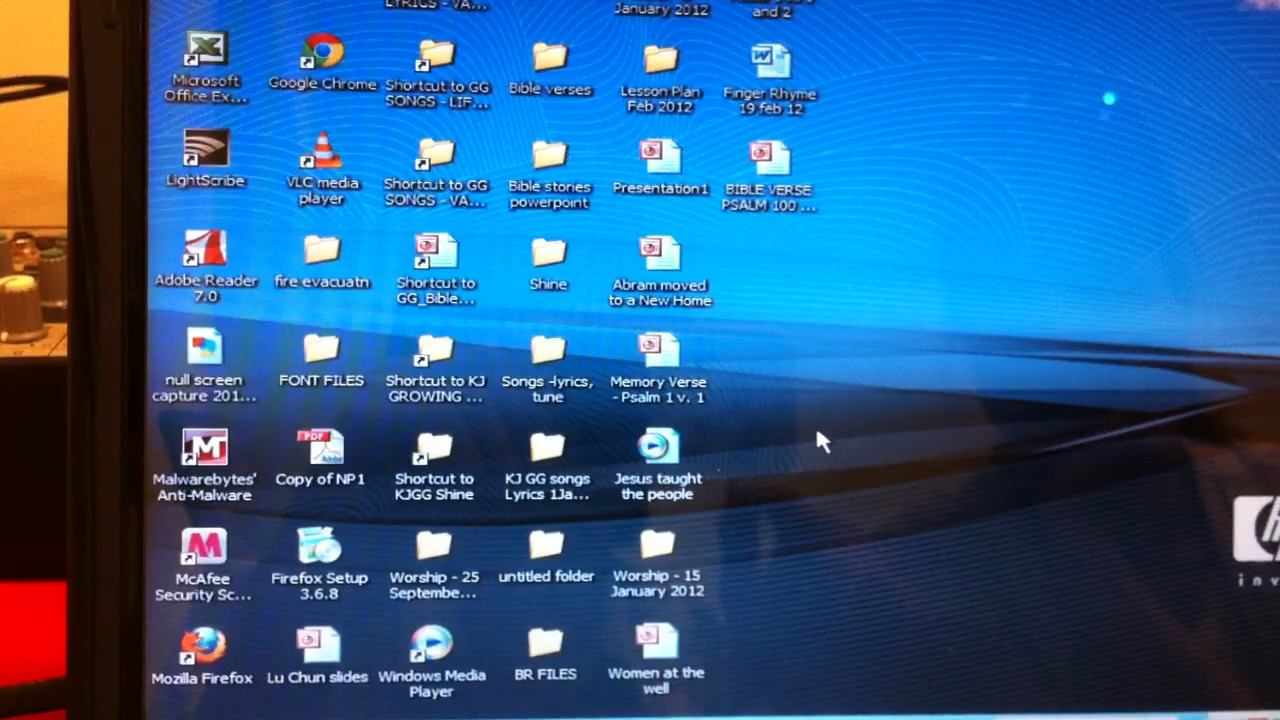 LYRICS - VA...
January 2012
and 2
Microsoft
Office Ex...
Google Chrome
Shortcut to GG
SONGS - LIF...
Bible verses
Lesson Plan
Feb 2012
Finger Rhyme
19 feb 12
LightScribe
VLC media
player
Shortcut to GG
SONGS - VA...
Bible stories
powerpoint
Presentation1
BIBLE VERSE
PSALM 100 ...
Adobe Reader
7.0
fire evacuatn
Shortcut to
GG_Bible...
Shine
Abram moved
to a New Home
null screen
capture 201...
FONT FILES
Shortcut to KJ
GROWING ...
Songs -lyrics,
tune
Memory Verse
- Psalm 1 v. 1
Malwarebytes'
Anti-Malware
PDF
Adobe
Copy of NP1
Shortcut to
KJGG Shine
KJ GG songs
Lyrics 1Ja...
Jesus taught
the people
McAfee
Security Sc...
Firefox Setup
3.6.8
Worship - 25
Septembe...
untitled folder
Worship - 15
January 2012
Mozilla Firefox
Lu Chun slides
Windows Media
Player
BR FILES
Women at the
well
inv